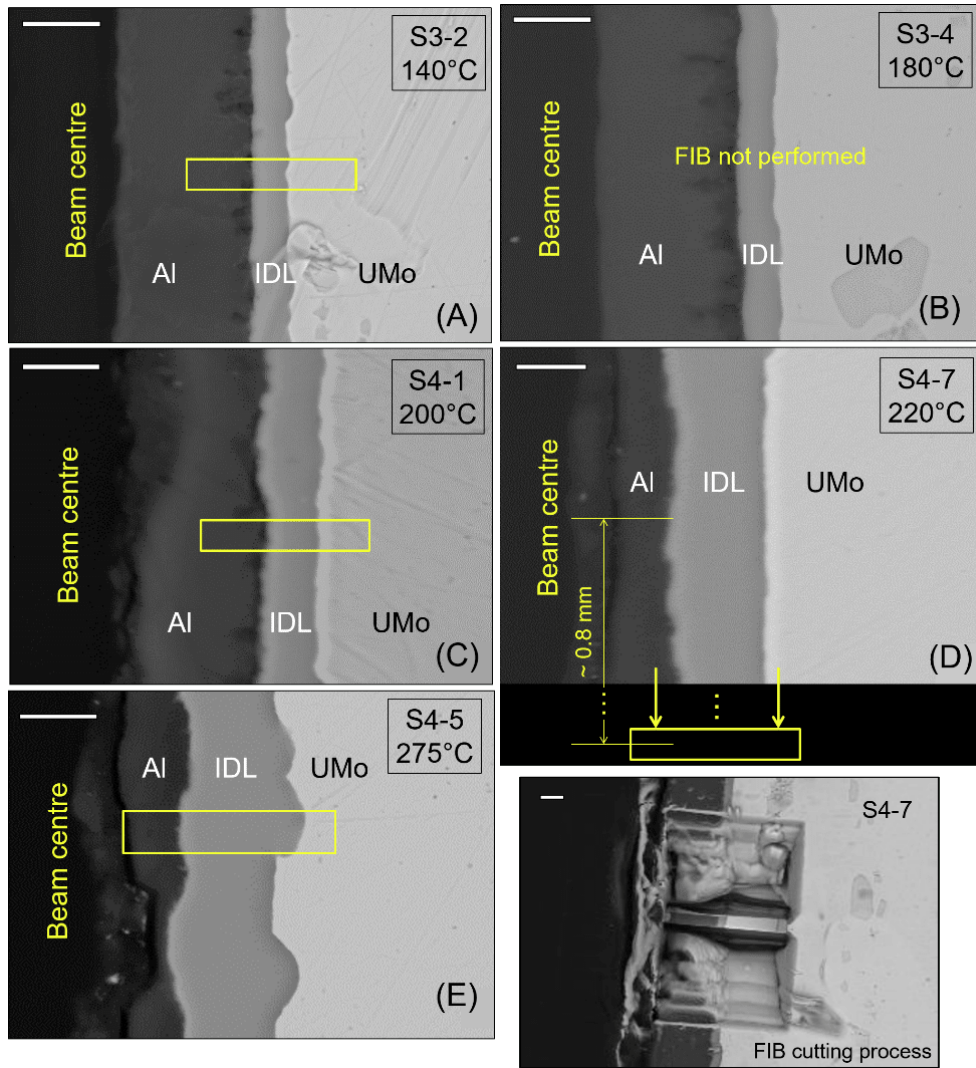 S3-2
140°C
Beam centre
Al
IDL
UMo
(A)
S3-4
180°C
FIB not performed
Al
IDL
UMo
(B)
S4-1
200°C
Beam centre
Al
IDL
UMo
(C)
S4-7
220°C
Beam centre
Al
IDL
UMo
~ 0.8 mm
(D)
S4-5
275°C
Beam centre
Al
IDL
UMo
(E)
S4-7
FIB cutting process